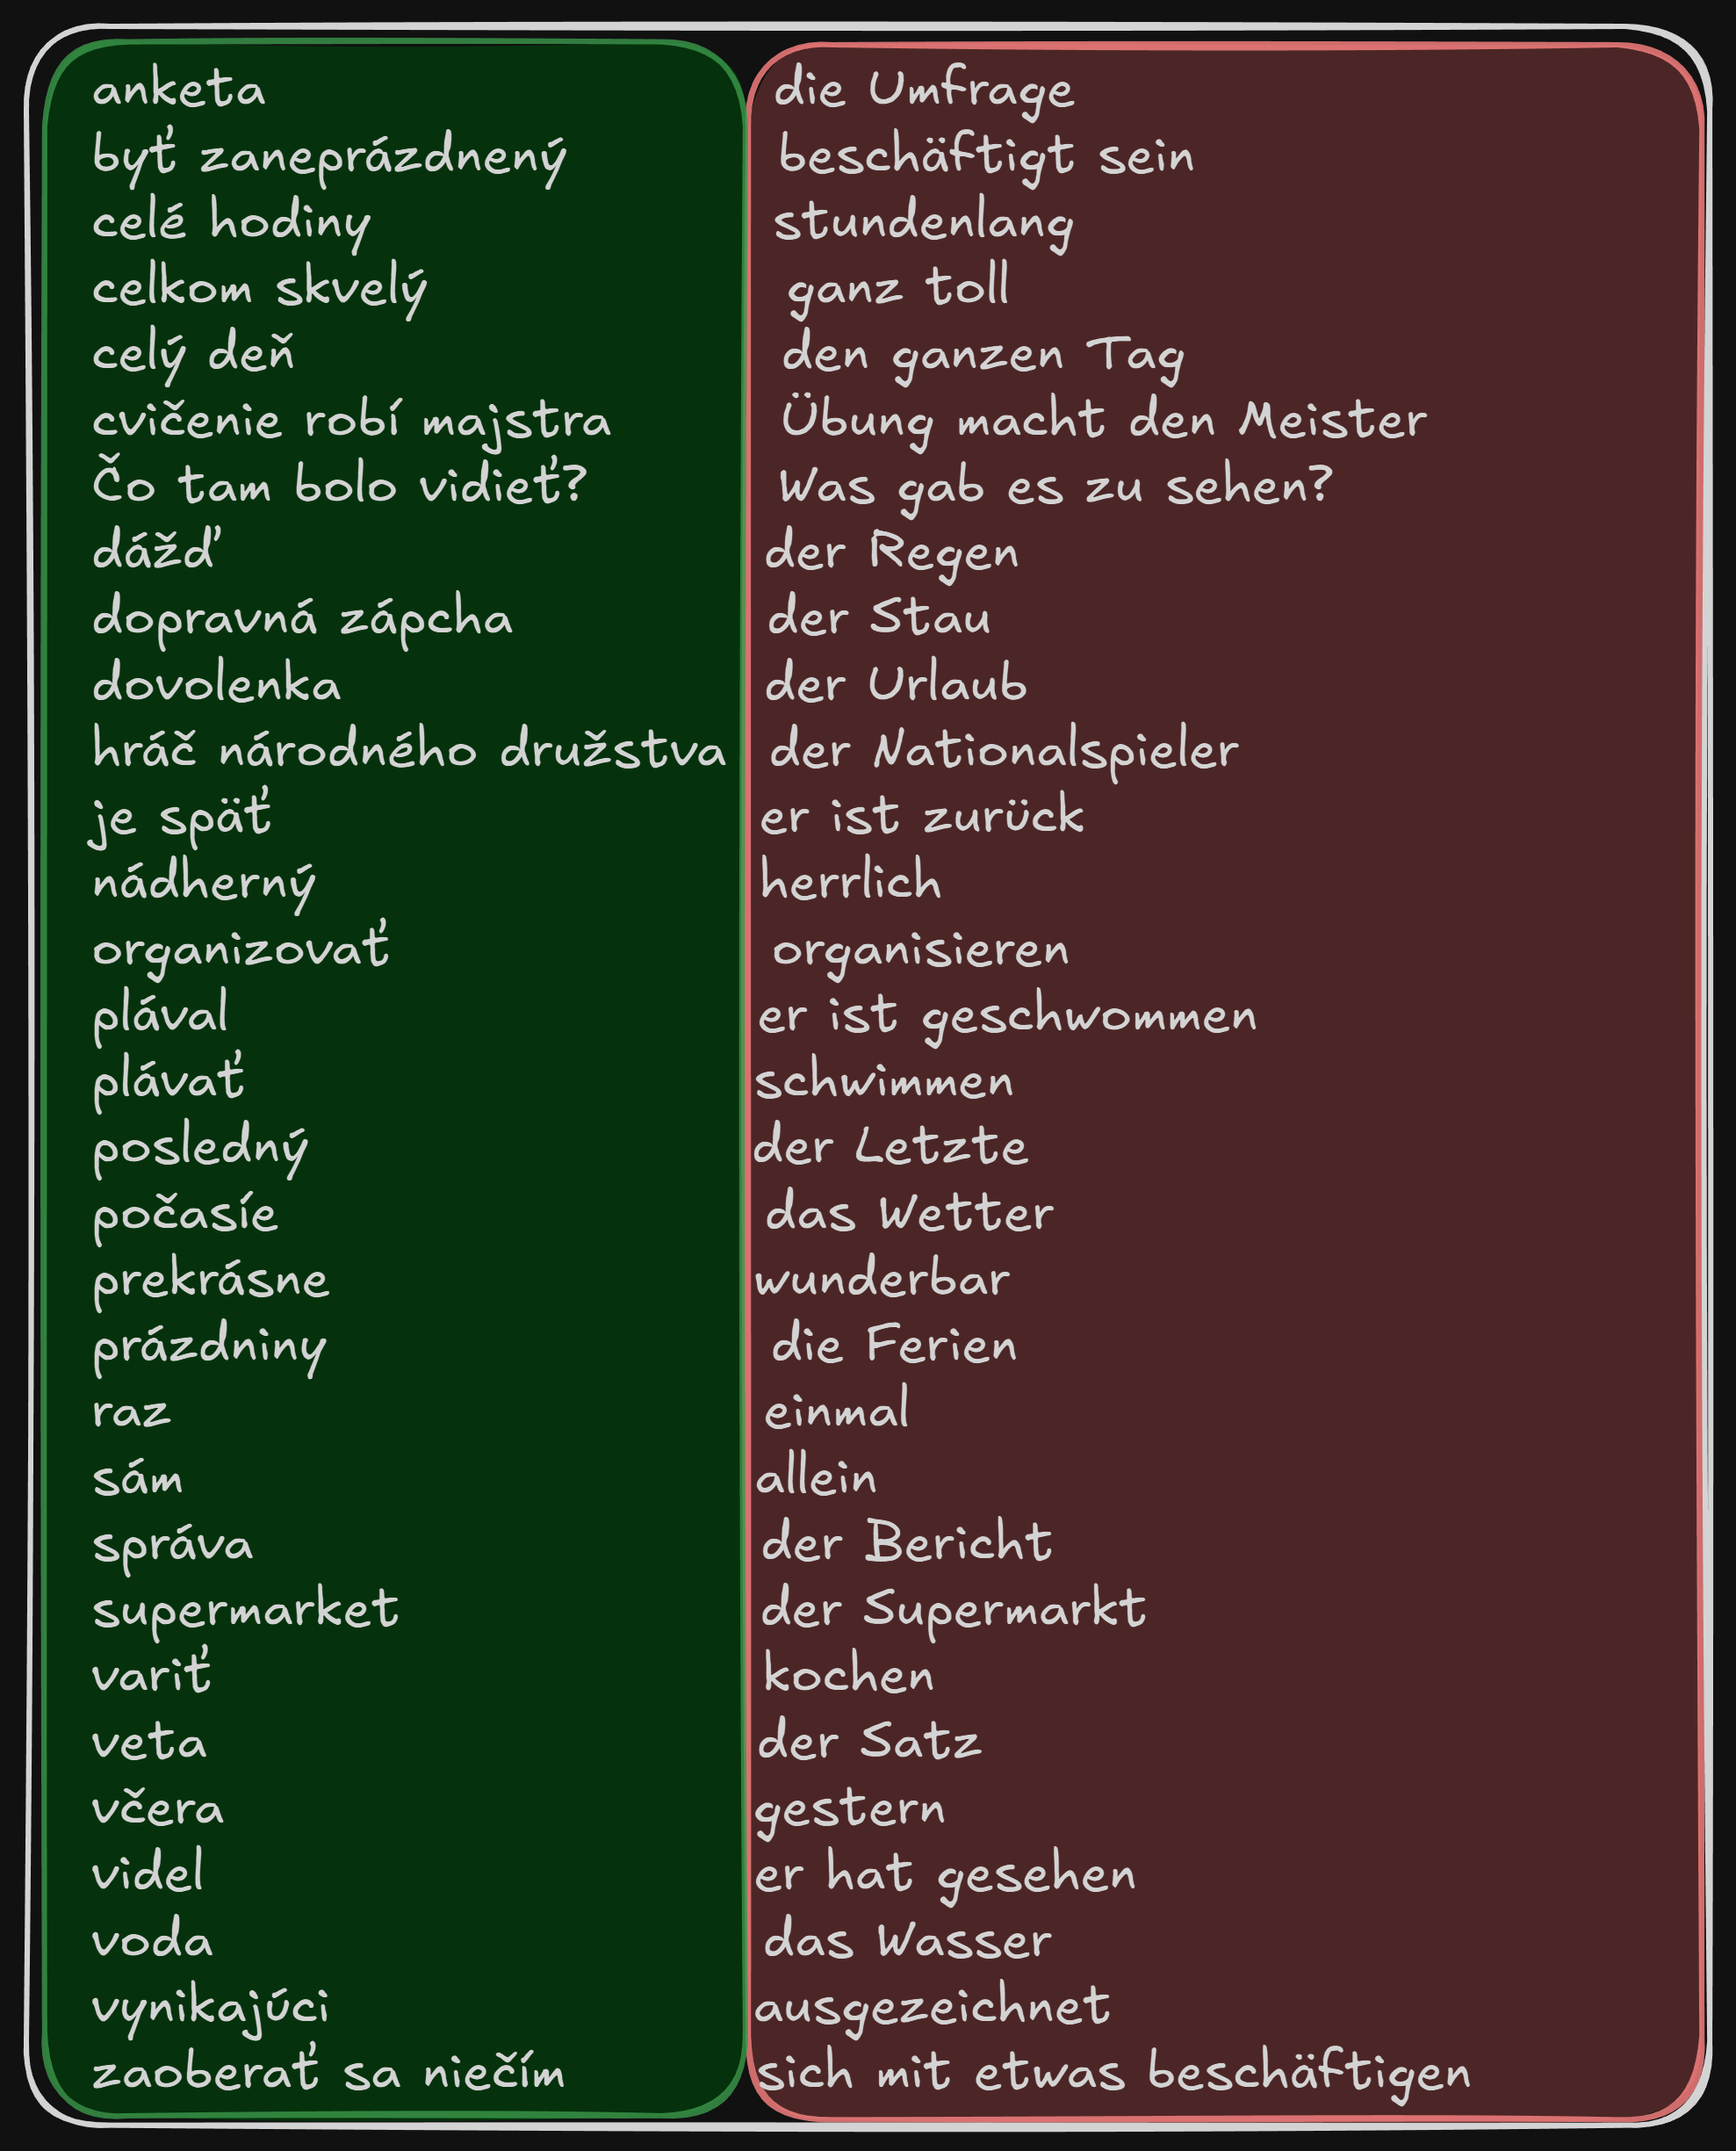 anketa die Umfrage
byť zaneprázdnený beschäftigt sein
celé hodiny stundenlang
celkom skvelý ganz toll
celý deň den ganzen Tag
cvičenie robí majstra Übung macht den Meister
Čo tam bolo vidieť? Was gab es zu sehen?
dážď der Regen
dopravná zápcha der Stau
dovolenka der Urlaub
hráč národného družstva der Nationalspieler
je späť er ist zurück
nádherný herrlich
organizovať organisieren
plával er ist geschwommen
plávať schwimmen
posledný der Letzte
počasíe das Wetter
prekrásne wunderbar
prázdniny die Ferien
raz einmal
sám allein
správa der Bericht
supermarket der Supermarkt
variť kochen
veta der Satz
včera gestern
videl er hat gesehen
voda das Wasser
vynikajúci ausgezeichnet
zaoberať sa niečím sich mit etwas beschäftigen